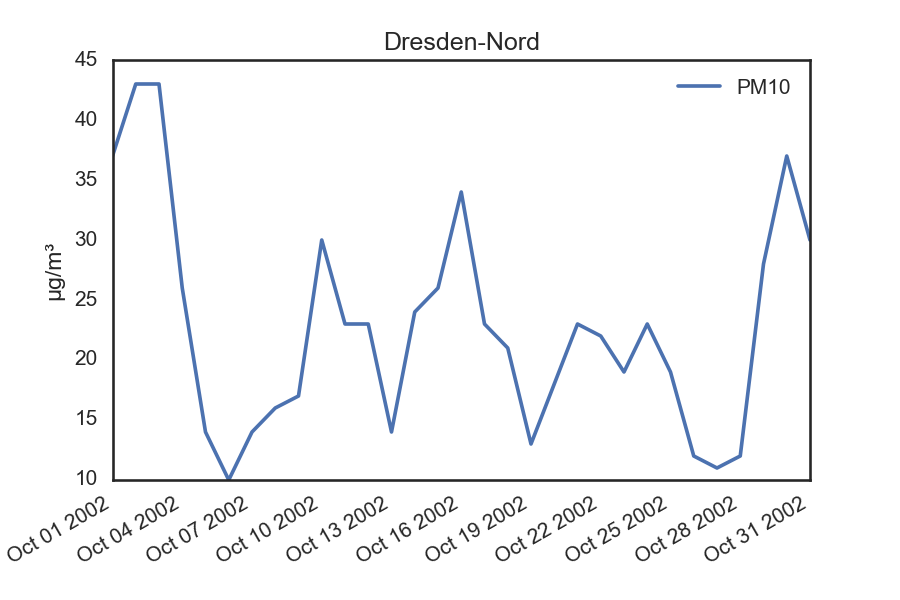 Dresden-Nord
45
40
35
30
25
20
15
10
µg/m³
PM10
Oct 01 2002
Oct 04 2002
Oct 07 2002
Oct 10 2002
Oct 13 2002
Oct 16 2002
Oct 19 2002
Oct 22 2002
Oct 25 2002
Oct 28 2002
Oct 31 2002